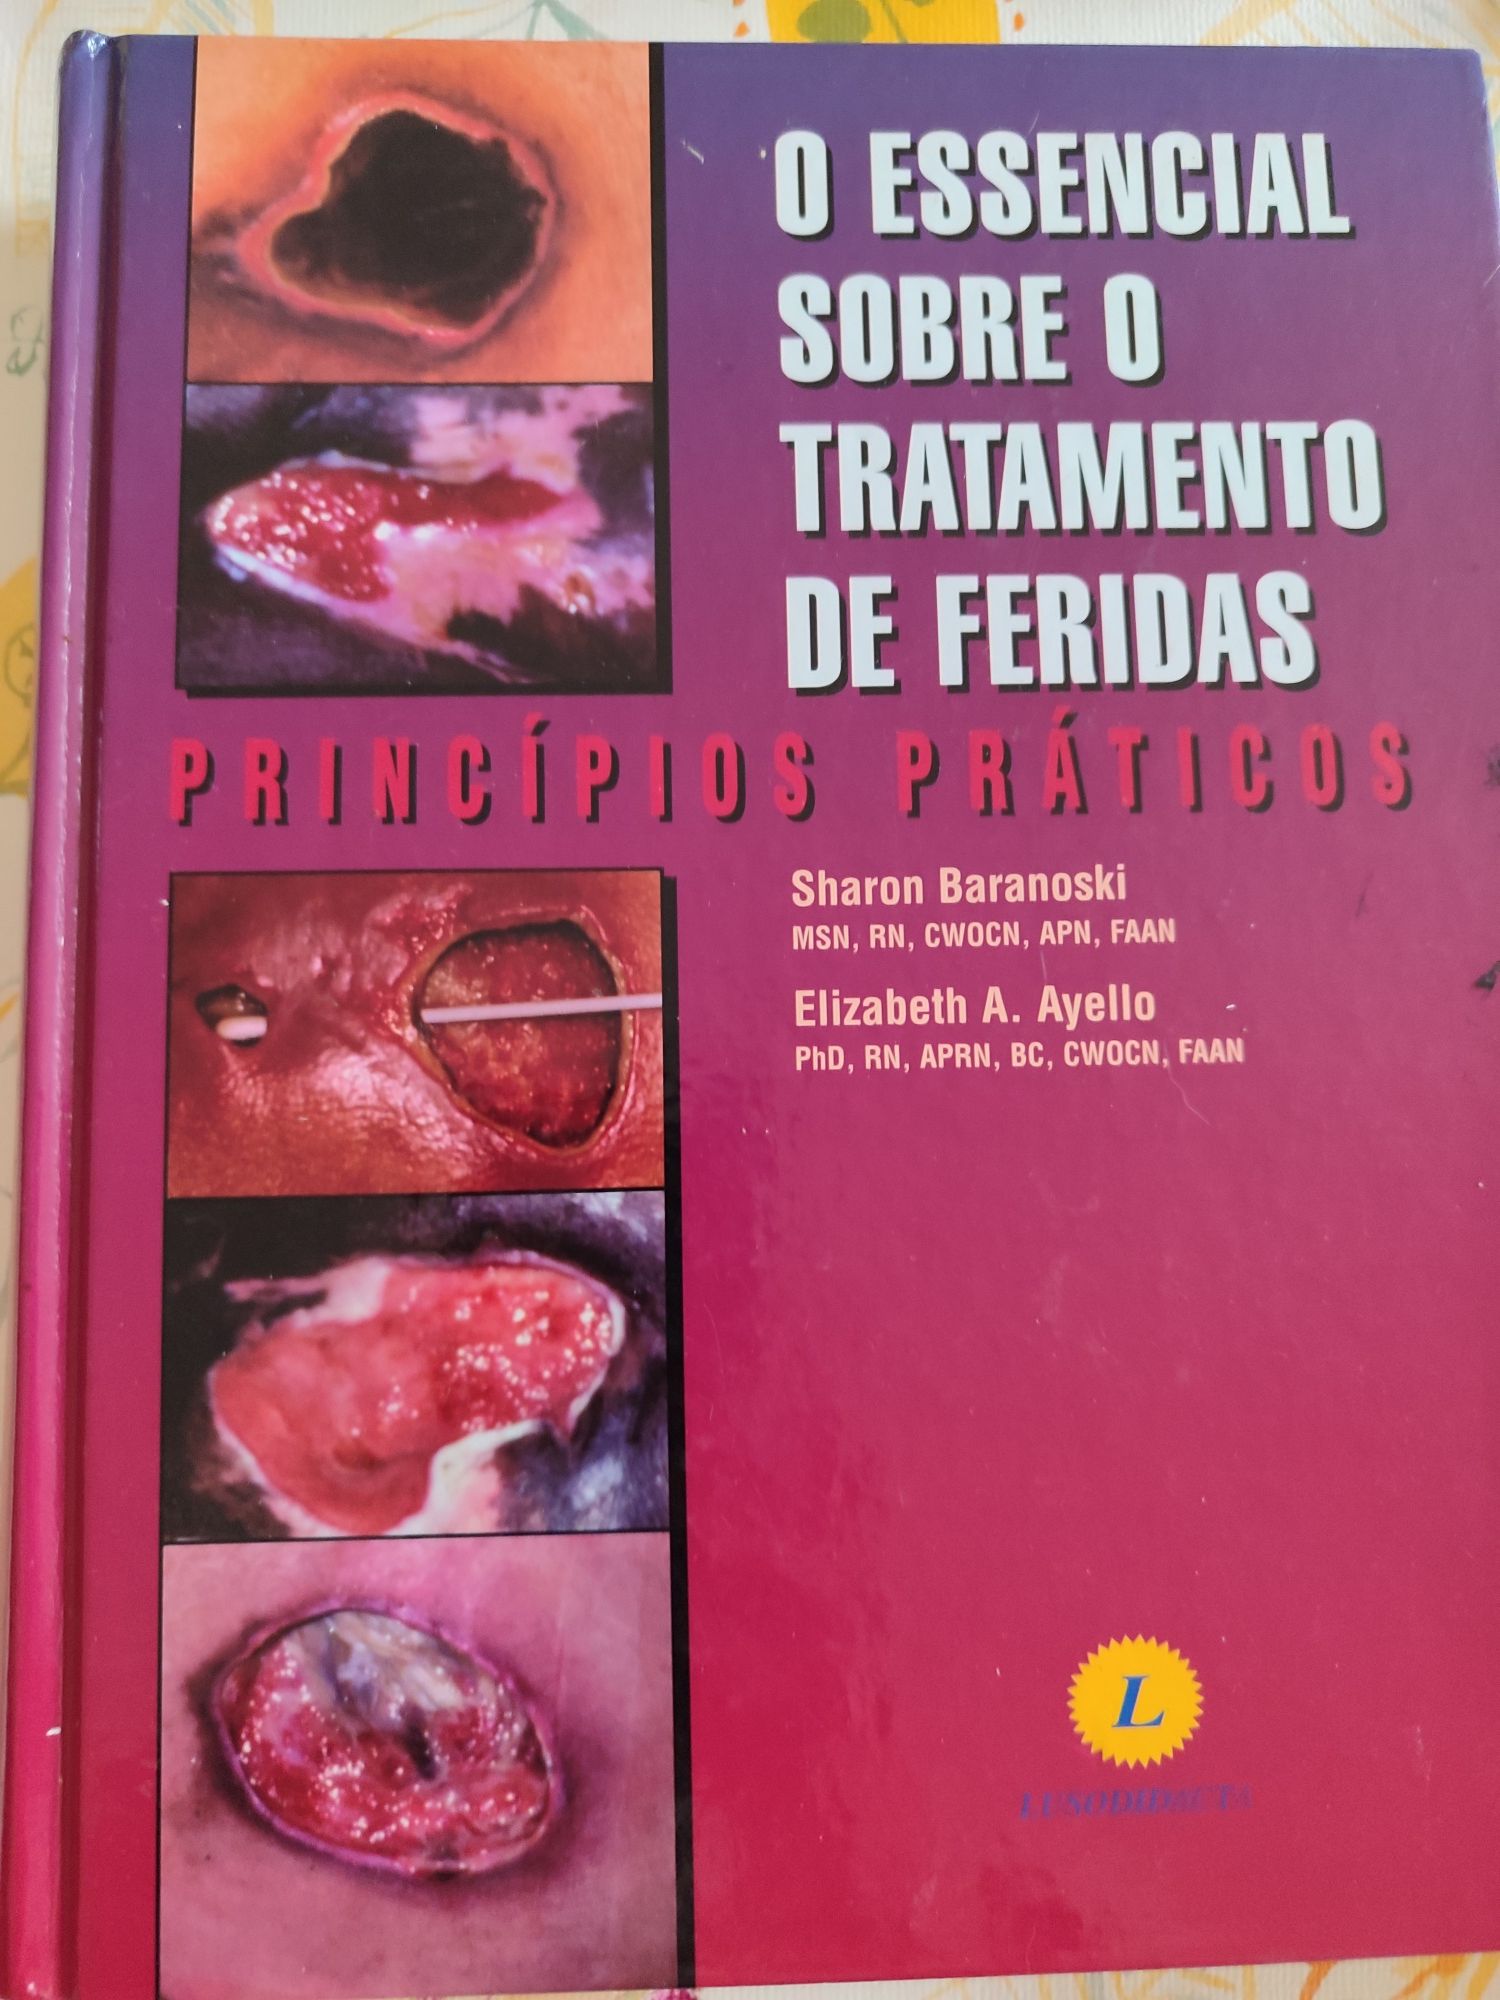 O ESSENCIAL
SOBRE O
TRATAMENTO
DE FERIDAS
PRINCÍPIOS PRÁTICOS
Sharon Baranoski
MSN, RN, CWOCN, APN, FAAN
Elizabeth A. Ayello
PhD, RN, APRN, BC, CWOCN, FAAN
L
LUSODIDACTA